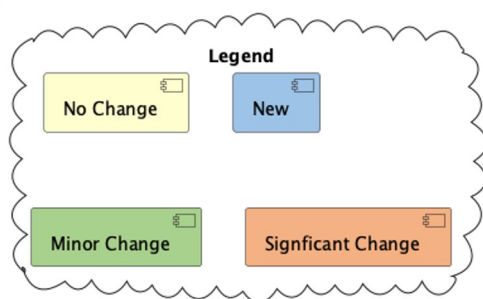 Legend
No Change
New
Minor Change
Signficant Change